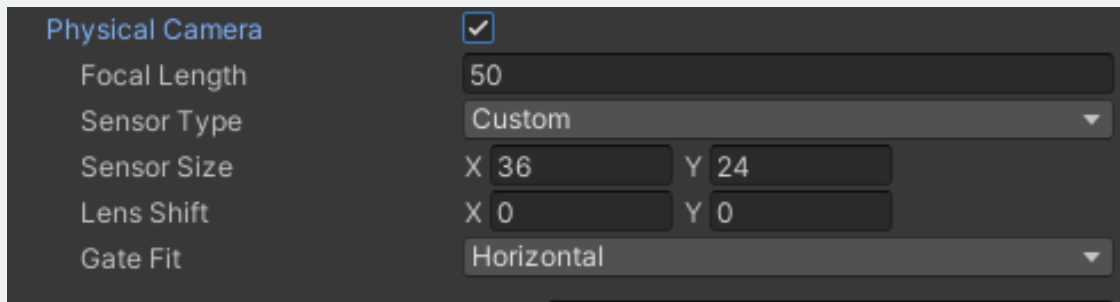 Physical Camera
Focal Length 50
Sensor Type Custom
Sensor Size X 36 Y 24
Lens Shift X 0 Y 0
Gate Fit Horizontal